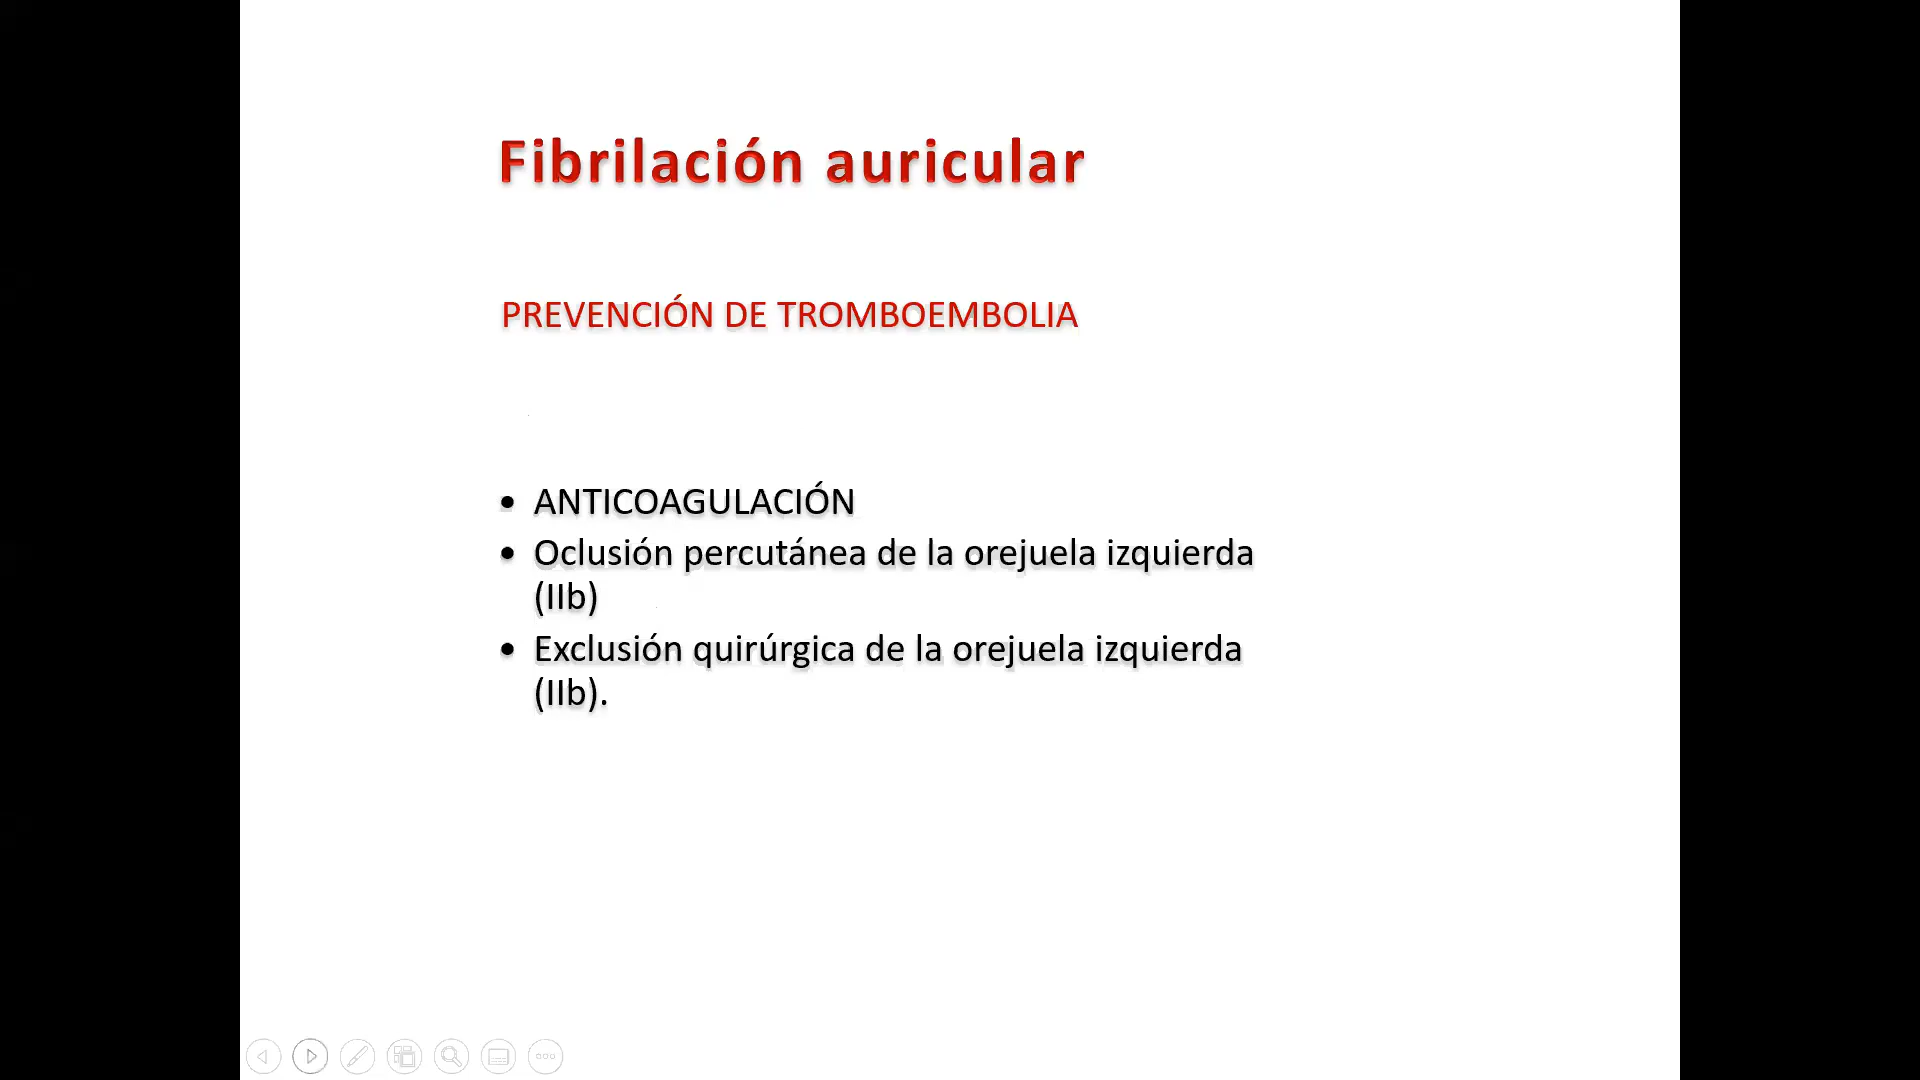 Fibrilación auricular
PREVENCIÓN DE TROMBOEMBOLIA
• ANTICOAGULACIÓN
• Oclusión percutánea de la orejuela izquierda
(IIb)
• Exclusión quirúrgica de la orejuela izquierda
(IIb).